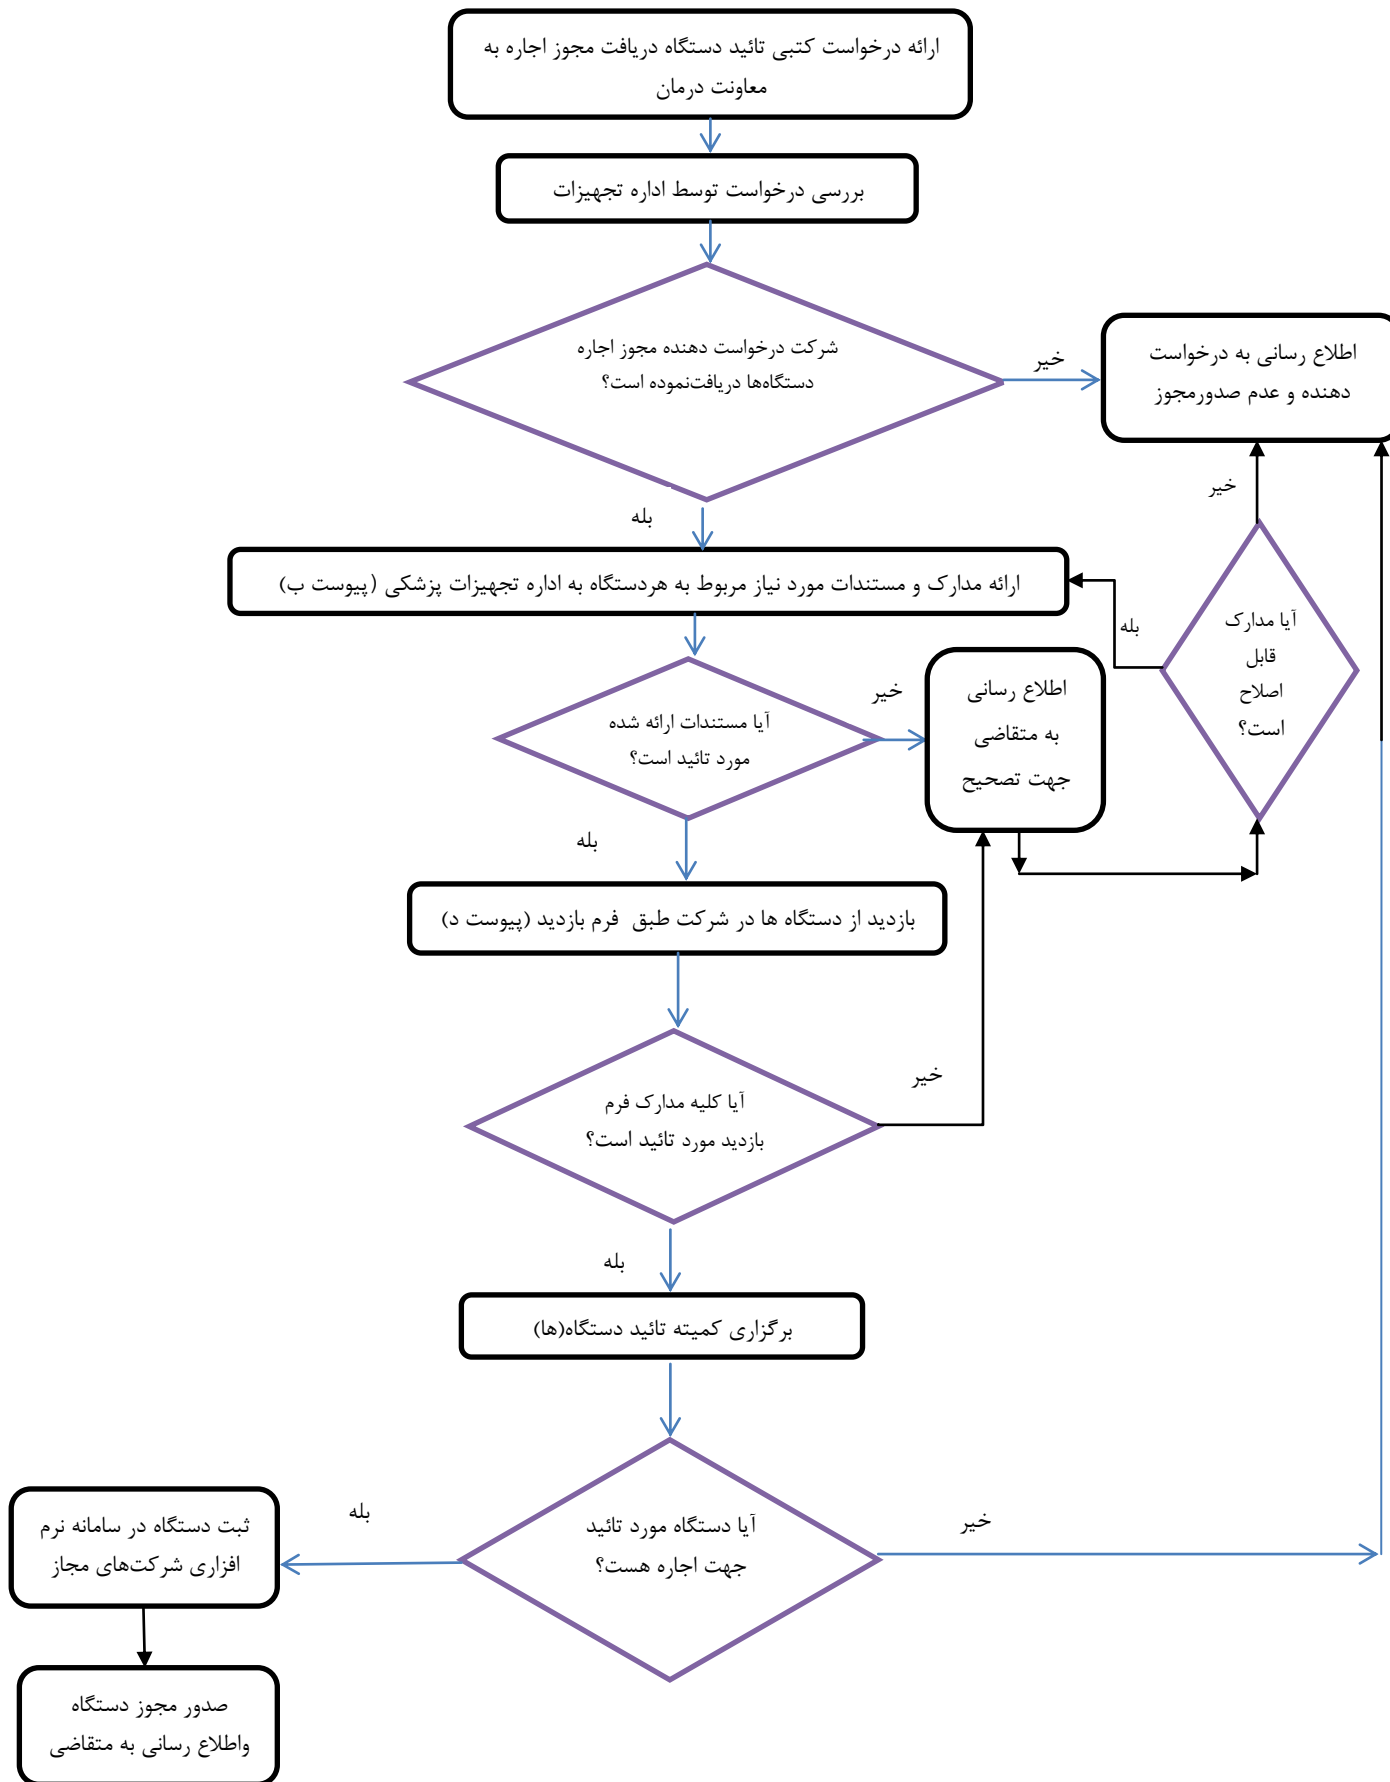 ارائه درخواست کتبی تائید دستگاه دریافت مجوز اجاره به
معاونت درمان
بررسی درخواست توسط اداره تجهیزات
شرکت درخواست دهنده مجوز اجاره
دستگاه‌ها دریافت‌نموده است؟
خیر
اطلاع رسانی به درخواست
دهنده و عدم صدورمجوز
خیر
بله
ارائه مدارک و مستندات مورد نیاز مربوط به هردستگاه به اداره تجهیزات پزشکی (پیوست ب)
بله
آیا مدارک
قابل
اصلاح
است؟
آیا مستندات ارائه شده
مورد تائید است؟
خیر
اطلاع رسانی
به متقاضی
جهت تصحیح
بله
بازدید از دستگاه ها در شرکت طبق فرم بازدید (پیوست د)
آیا کلیه مدارک فرم
بازدید مورد تائید است؟
خیر
بله
برگزاری کمیته تائید دستگاه(ها)
آیا دستگاه مورد تائید
جهت اجاره هست؟
خیر
بله
ثبت دستگاه در سامانه نرم
افزاری شرکت‌های مجاز
صدور مجوز دستگاه
واطلاع رسانی به متقاضی